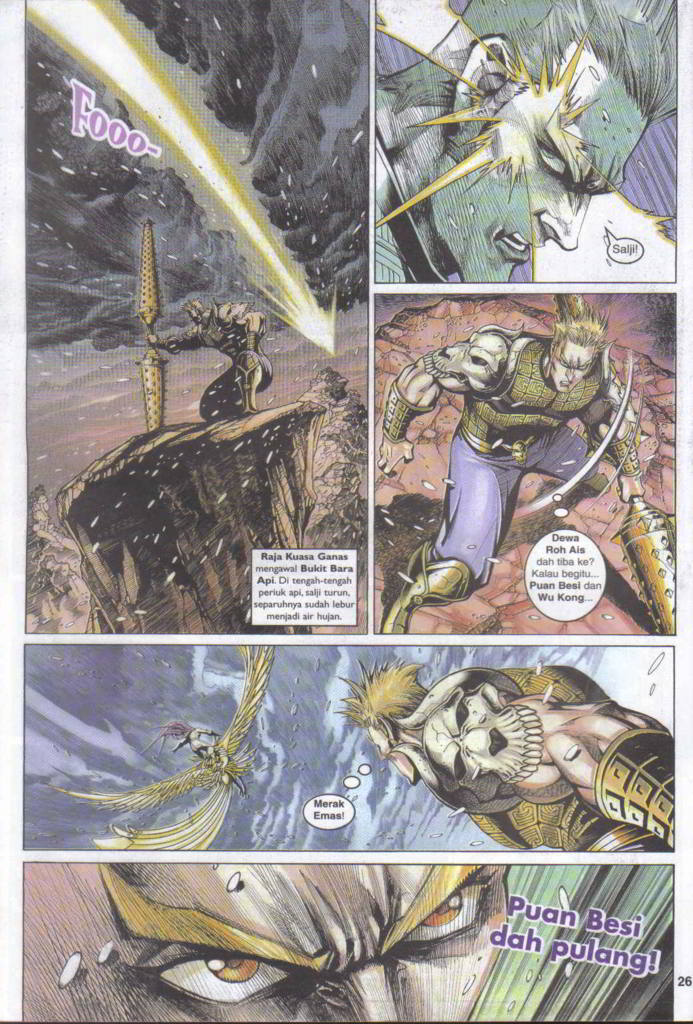 Fooo-
Raja Kuasa Ganas
mengawal Bukit Bara
Api. Di tengah-tengah
periuk api, salji turun,
separuhnya sudah lebur
menjadi air hujan.
Salji!
Dewa
Roh Ais
dah tiba ke?
Kalau begitu...
Puan Besi dan
Wu Kong...
Merak
Emas!
Puan Besi
dah pulang!
26